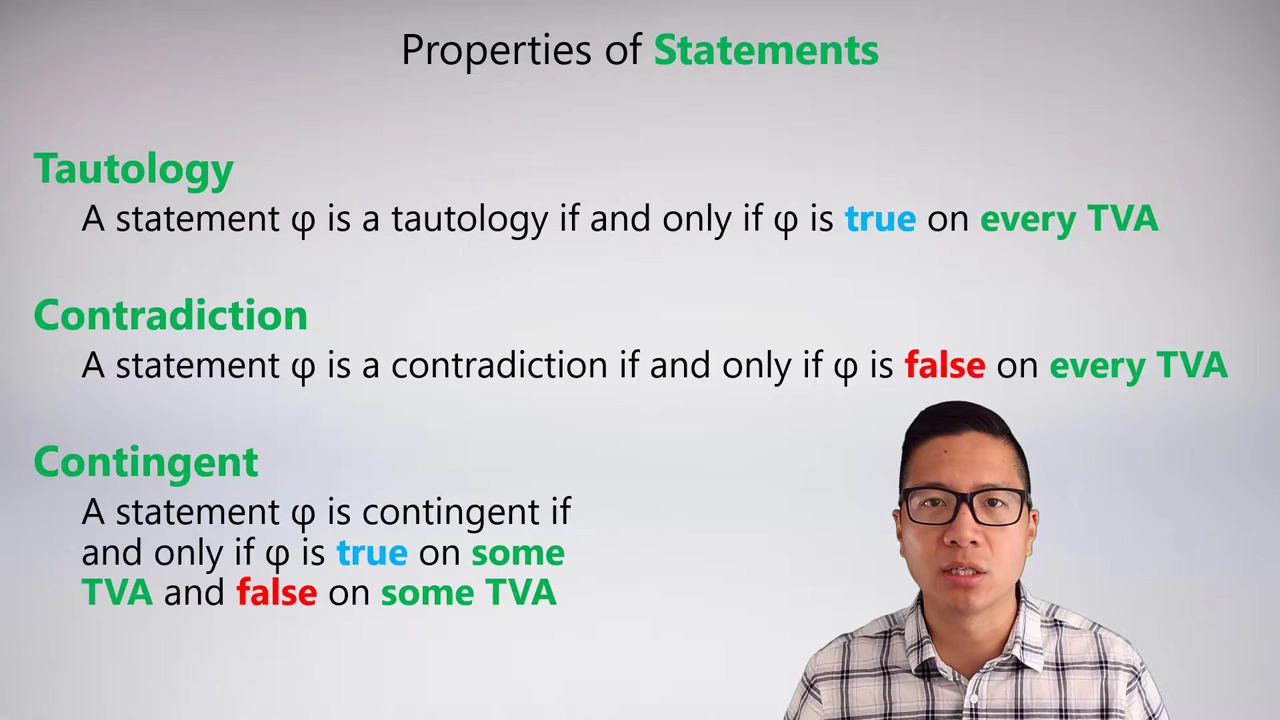 Properties of Statements
Tautology
A statement φ is a tautology if and only if φ is true on every TVA
Contradiction
A statement φ is a contradiction if and only if φ is false on every TVA
Contingent
A statement φ is contingent if
and only if φ is true on some
TVA and false on some TVA